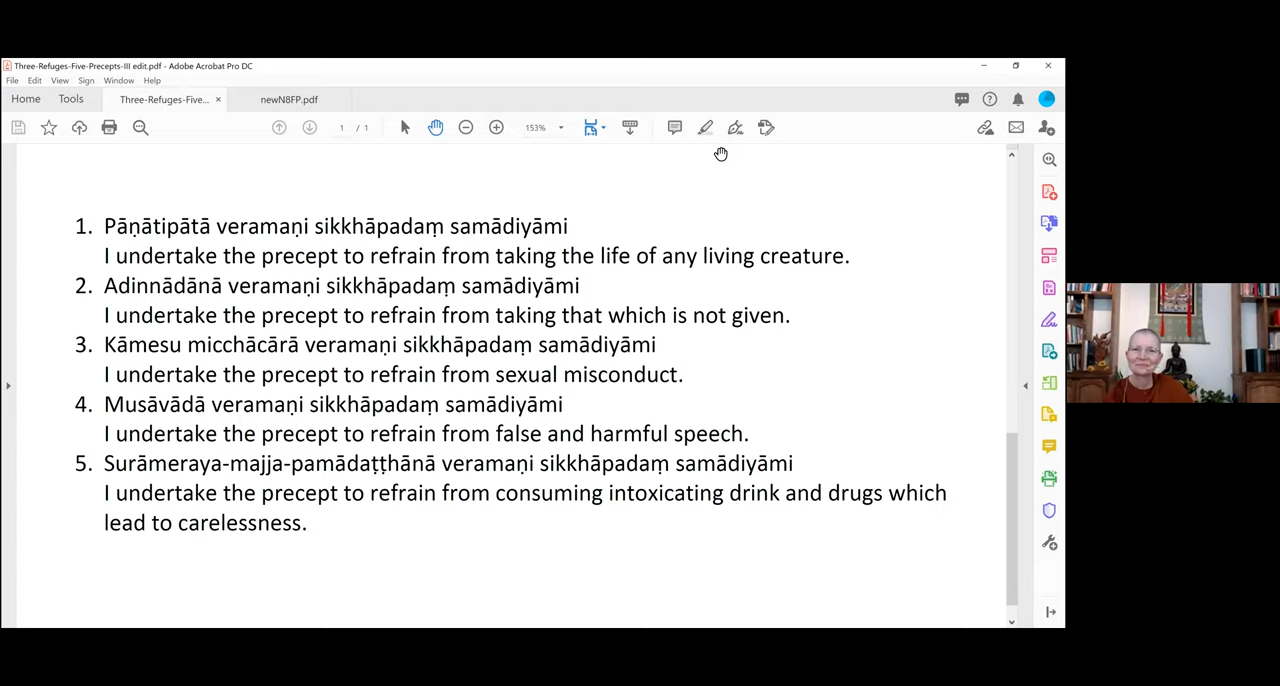 Three-Refuges-Five-Precepts-III edit.pdf - Adobe Acrobat Pro DC
File Edit View Sign Window Help
Home Tools Three-Refuges-Five... × newN8FP.pdf
1 / 1 153%
1. Pāṇātipātā veramaṇi sikkhāpadaṃ samādiyāmi
I undertake the precept to refrain from taking the life of any living creature.
2. Adinnādānā veramaṇi sikkhāpadaṃ samādiyāmi
I undertake the precept to refrain from taking that which is not given.
3. Kāmesu micchācārā veramaṇi sikkhāpadaṃ samādiyāmi
I undertake the precept to refrain from sexual misconduct.
4. Musāvādā veramaṇi sikkhāpadaṃ samādiyāmi
I undertake the precept to refrain from false and harmful speech.
5. Surāmeraya-majja-pamādaṭṭhānā veramaṇi sikkhāpadaṃ samādiyāmi
I undertake the precept to refrain from consuming intoxicating drink and drugs which
lead to carelessness.